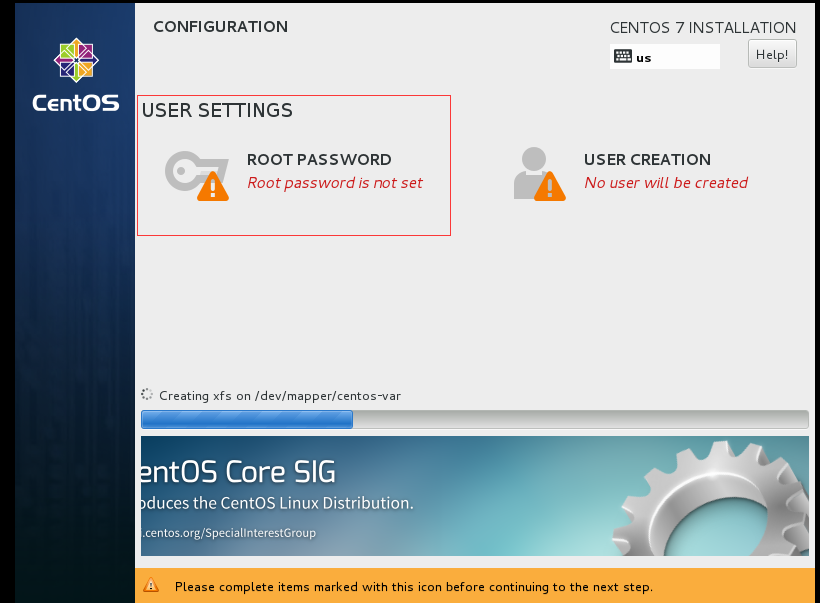 CentOS
CONFIGURATION
CENTOS 7 INSTALLATION
us
Help!
USER SETTINGS
ROOT PASSWORD
Root password is not set
USER CREATION
No user will be created
Creating xfs on /dev/mapper/centos-var
entOS Core SIG
oduces the CentOS Linux Distribution.
i.centos.org/SpecialInterestGroup
Please complete items marked with this icon before continuing to the next step.